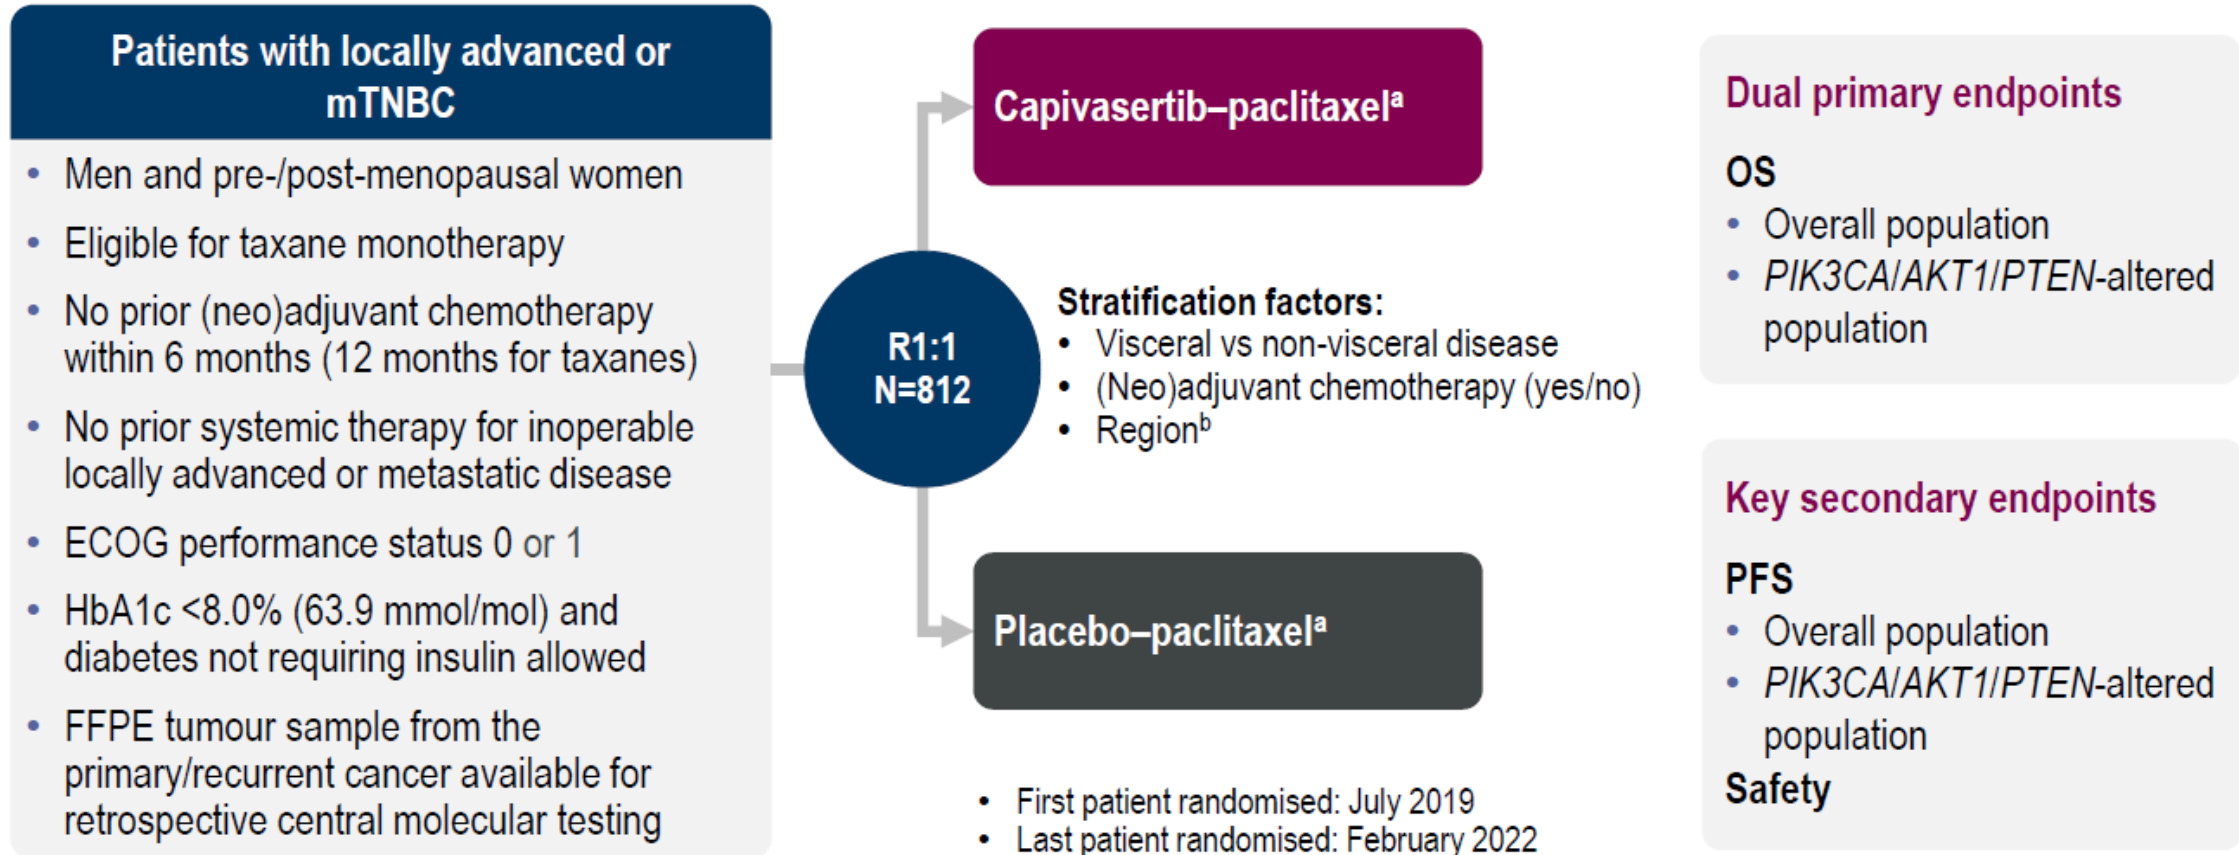 Patients with locally advanced or
mTNBC
• Men and pre-/post-menopausal women
• Eligible for taxane monotherapy
• No prior (neo)adjuvant chemotherapy
within 6 months (12 months for taxanes)
• No prior systemic therapy for inoperable
locally advanced or metastatic disease
• ECOG performance status 0 or 1
• HbA1c <8.0% (63.9 mmol/mol) and
diabetes not requiring insulin allowed
• FFPE tumour sample from the
primary/recurrent cancer available for
retrospective central molecular testing
R1:1
N=812
Capivasertib–paclitaxelᵃ
Stratification factors:
• Visceral vs non-visceral disease
• (Neo)adjuvant chemotherapy (yes/no)
• Regionᵇ
Placebo–paclitaxelᵃ
• First patient randomised: July 2019
• Last patient randomised: February 2022
Dual primary endpoints
OS
• Overall population
• PIK3CA/AKT1/PTEN-altered
population
Key secondary endpoints
PFS
• Overall population
• PIK3CA/AKT1/PTEN-altered
population
Safety